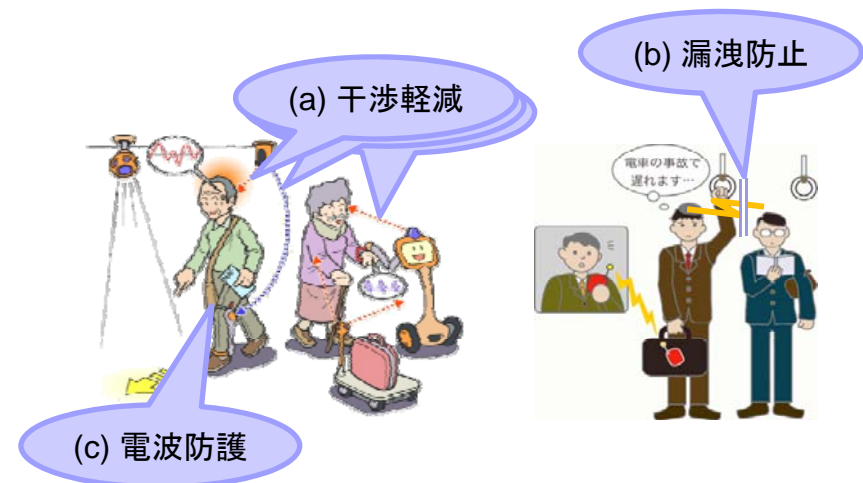 (b) 漏洩防止
(a) 干渉軽減
電車の事故で
遅れます…
(c) 電波防護